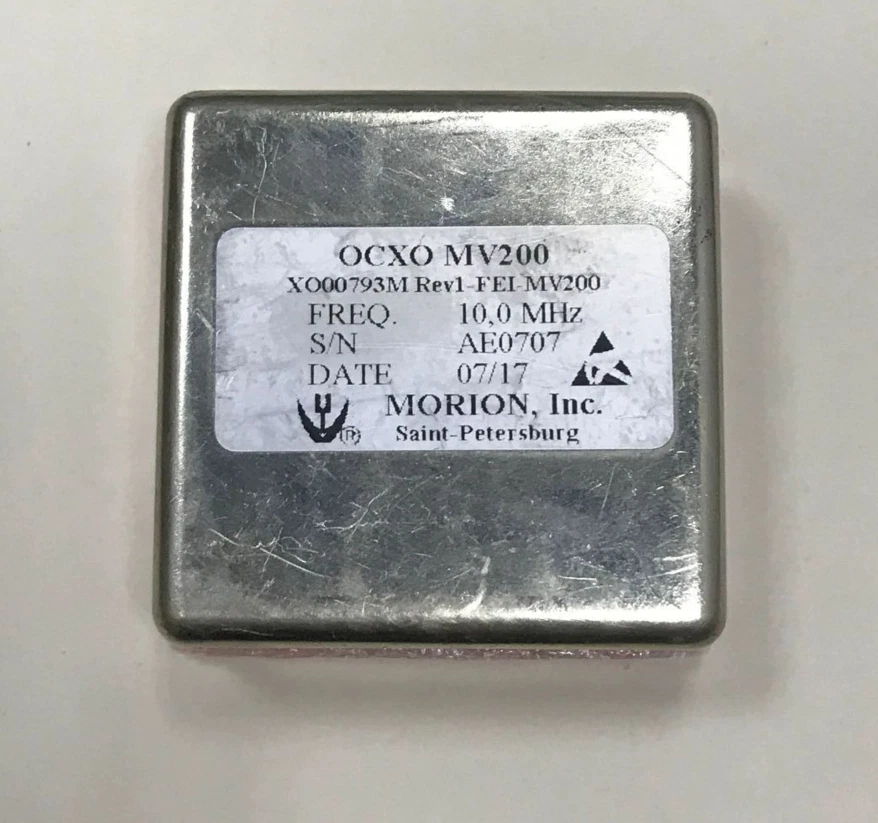 OCXO MV200
XO00793M Rev1-FEI-MV200
FREQ. 10,0 MHz
S/N AE0707
DATE 07/17
MORION, Inc.
®
Saint-Petersburg